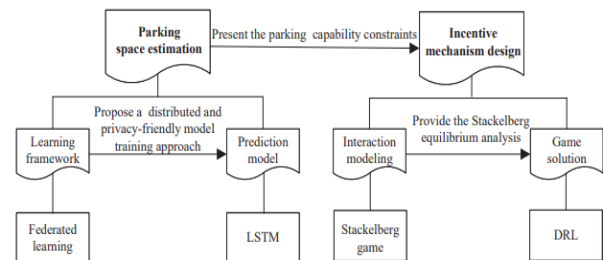 Parking
space estimation
Present the parking capability constraints
Incentive
mechanism design
Propose a distributed and
privacy-friendly model
training approach
Provide the Stackelberg
equilibrium analysis
Learning
framework
Prediction
model
Interaction
modeling
Game
solution
Federated
learning
LSTM
Stackelberg
game
DRL